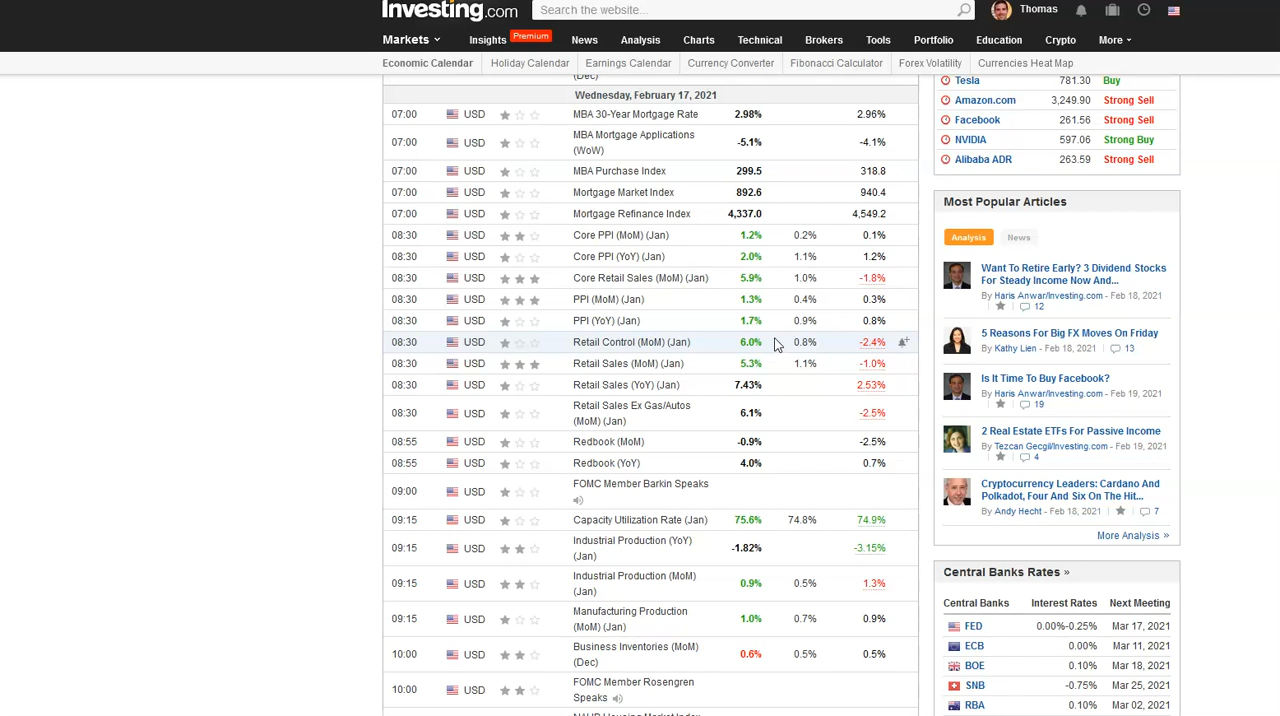 Investing.com
Search the website...
Thomas
Markets
Insights
Premium
News
Analysis
Charts
Technical
Brokers
Tools
Portfolio
Education
Crypto
More
Economic Calendar
Holiday Calendar
Earnings Calendar
Currency Converter
Fibonacci Calculator
Forex Volatility
Currencies Heat Map
(Dec)
Wednesday, February 17, 2021
07:00 USD MBA 30-Year Mortgage Rate 2.98% 2.96%
07:00 USD MBA Mortgage Applications
(WoW) -5.1% -4.1%
07:00 USD MBA Purchase Index 299.5 318.8
07:00 USD Mortgage Market Index 892.6 940.4
07:00 USD Mortgage Refinance Index 4,337.0 4,549.2
08:30 USD Core PPI (MoM) (Jan) 1.2% 0.2% 0.1%
08:30 USD Core PPI (YoY) (Jan) 2.0% 1.1% 1.2%
08:30 USD Core Retail Sales (MoM) (Jan) 5.9% 1.0% -1.8%
08:30 USD PPI (MoM) (Jan) 1.3% 0.4% 0.3%
08:30 USD PPI (YoY) (Jan) 1.7% 0.9% 0.8%
08:30 USD Retail Control (MoM) (Jan) 6.0% 0.8% -2.4%
08:30 USD Retail Sales (MoM) (Jan) 5.3% 1.1% -1.0%
08:30 USD Retail Sales (YoY) (Jan) 7.43% 2.53%
08:30 USD Retail Sales Ex Gas/Autos
(MoM) (Jan) 6.1% -2.5%
08:55 USD Redbook (MoM) -0.9% -2.5%
08:55 USD Redbook (YoY) 4.0% 0.7%
09:00 USD FOMC Member Barkin Speaks
09:15 USD Capacity Utilization Rate (Jan) 75.6% 74.8% 74.9%
09:15 USD Industrial Production (YoY)
(Jan) -1.82% -3.15%
09:15 USD Industrial Production (MoM)
(Jan) 0.9% 0.5% 1.3%
09:15 USD Manufacturing Production
(MoM) (Jan) 1.0% 0.7% 0.9%
10:00 USD Business Inventories (MoM)
(Dec) 0.6% 0.5% 0.5%
10:00 USD FOMC Member Rosengren
Speaks
Tesla 781.30 Buy
Amazon.com 3,249.90 Strong Sell
Facebook 261.56 Strong Sell
NVIDIA 597.06 Strong Buy
Alibaba ADR 263.59 Strong Sell
Most Popular Articles
Analysis
News
Want To Retire Early? 3 Dividend Stocks
For Steady Income Now And...
By Haris Anwar/Investing.com - Feb 18, 2021
12
5 Reasons For Big FX Moves On Friday
By Kathy Lien - Feb 18, 2021 13
Is It Time To Buy Facebook?
By Haris Anwar/Investing.com - Feb 19, 2021
19
2 Real Estate ETFs For Passive Income
By Tezcan Gecgil/Investing.com - Feb 19, 2021
4
Cryptocurrency Leaders: Cardano And
Polkadot, Four And Six On The Hit...
By Andy Hecht - Feb 18, 2021 7
More Analysis »
Central Banks Rates »
Central Banks Interest Rates Next Meeting
FED 0.00%-0.25% Mar 17, 2021
ECB 0.00% Mar 11, 2021
BOE 0.10% Mar 18, 2021
SNB -0.75% Mar 25, 2021
RBA 0.10% Mar 02, 2021